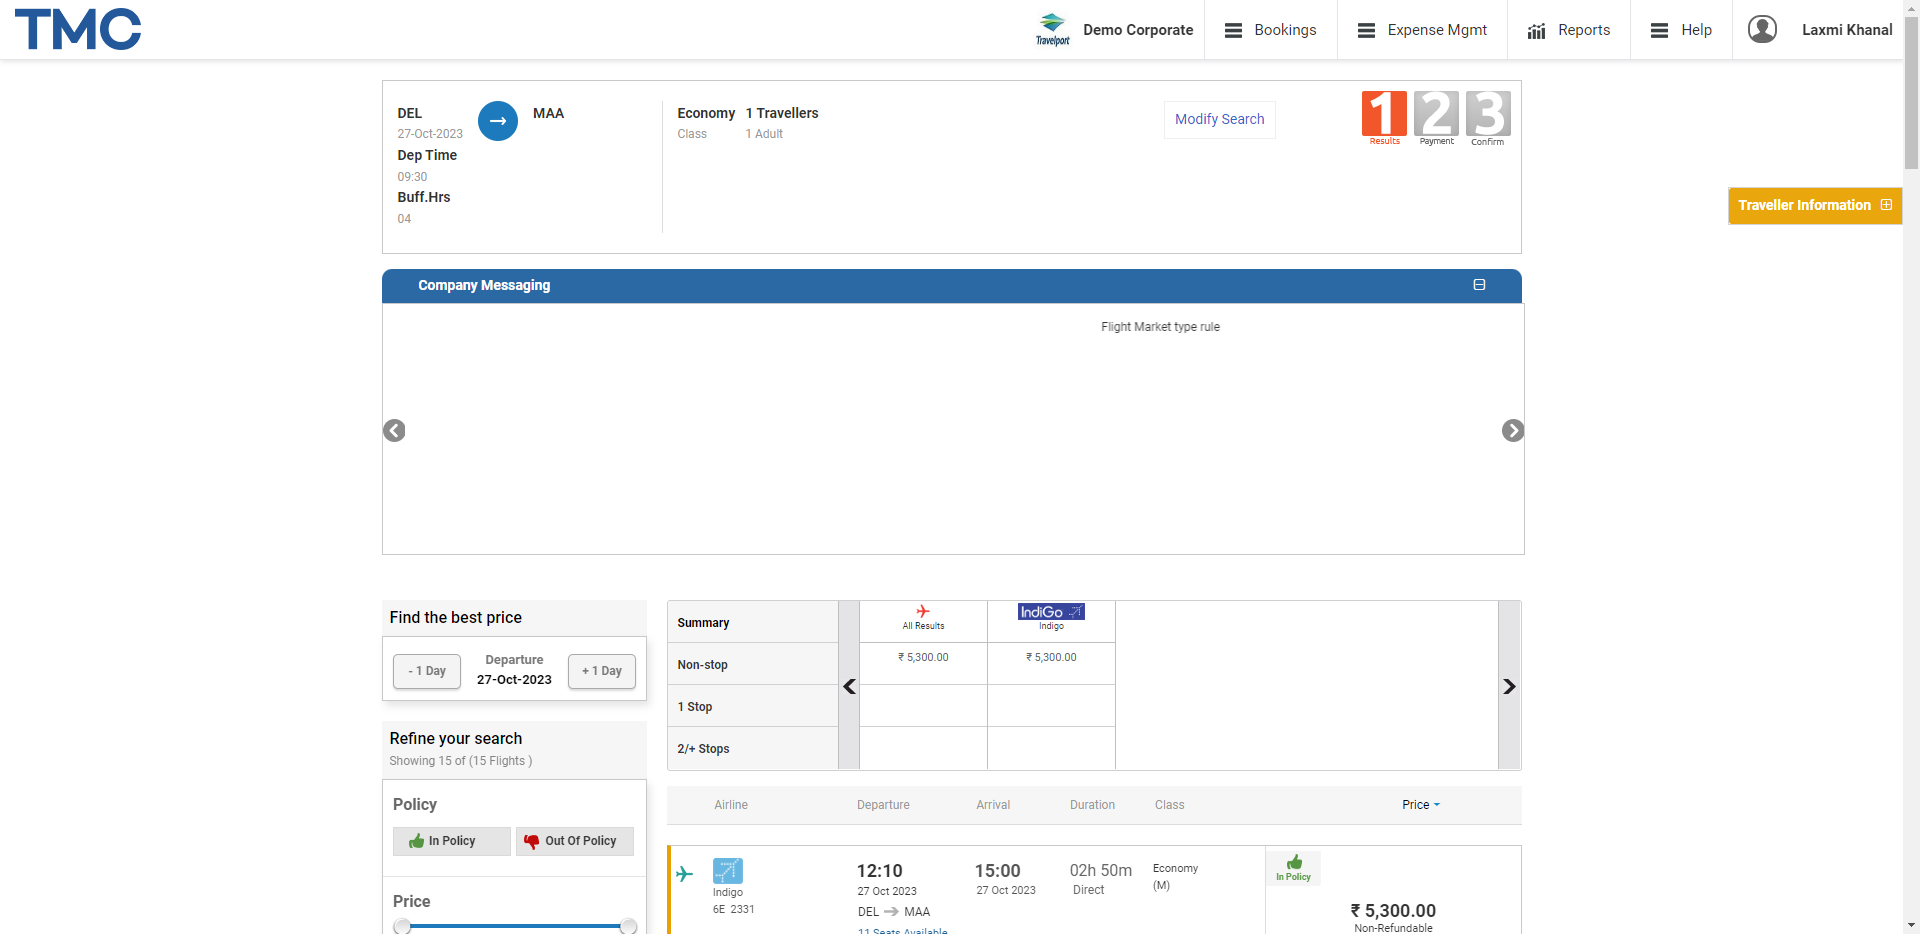 TMC
Travelport
Demo Corporate
Bookings
Expense Mgmt
Reports
Help
Laxmi Khanal
DEL
MAA
27-Oct-2023
Dep Time
09:30
Buff.Hrs
04
Economy
Class
1 Travellers
1 Adult
Modify Search
1
Results
2
Payment
3
Confirm
Traveller Information
Company Messaging
Flight Market type rule
Find the best price
- 1 Day
Departure
27-Oct-2023
+ 1 Day
Refine your search
Showing 15 of (15 Flights )
Policy
In Policy
Out Of Policy
Price
Summary
All Results
IndiGo
Indigo
Non-stop
₹ 5,300.00
₹ 5,300.00
1 Stop
2/+ Stops
Airline
Departure
Arrival
Duration
Class
Price
Indigo
6E 2331
12:10
27 Oct 2023
DEL
MAA
11 Seats Available
15:00
27 Oct 2023
02h 50m
Direct
Economy
(M)
In Policy
₹ 5,300.00
Non-Refundable